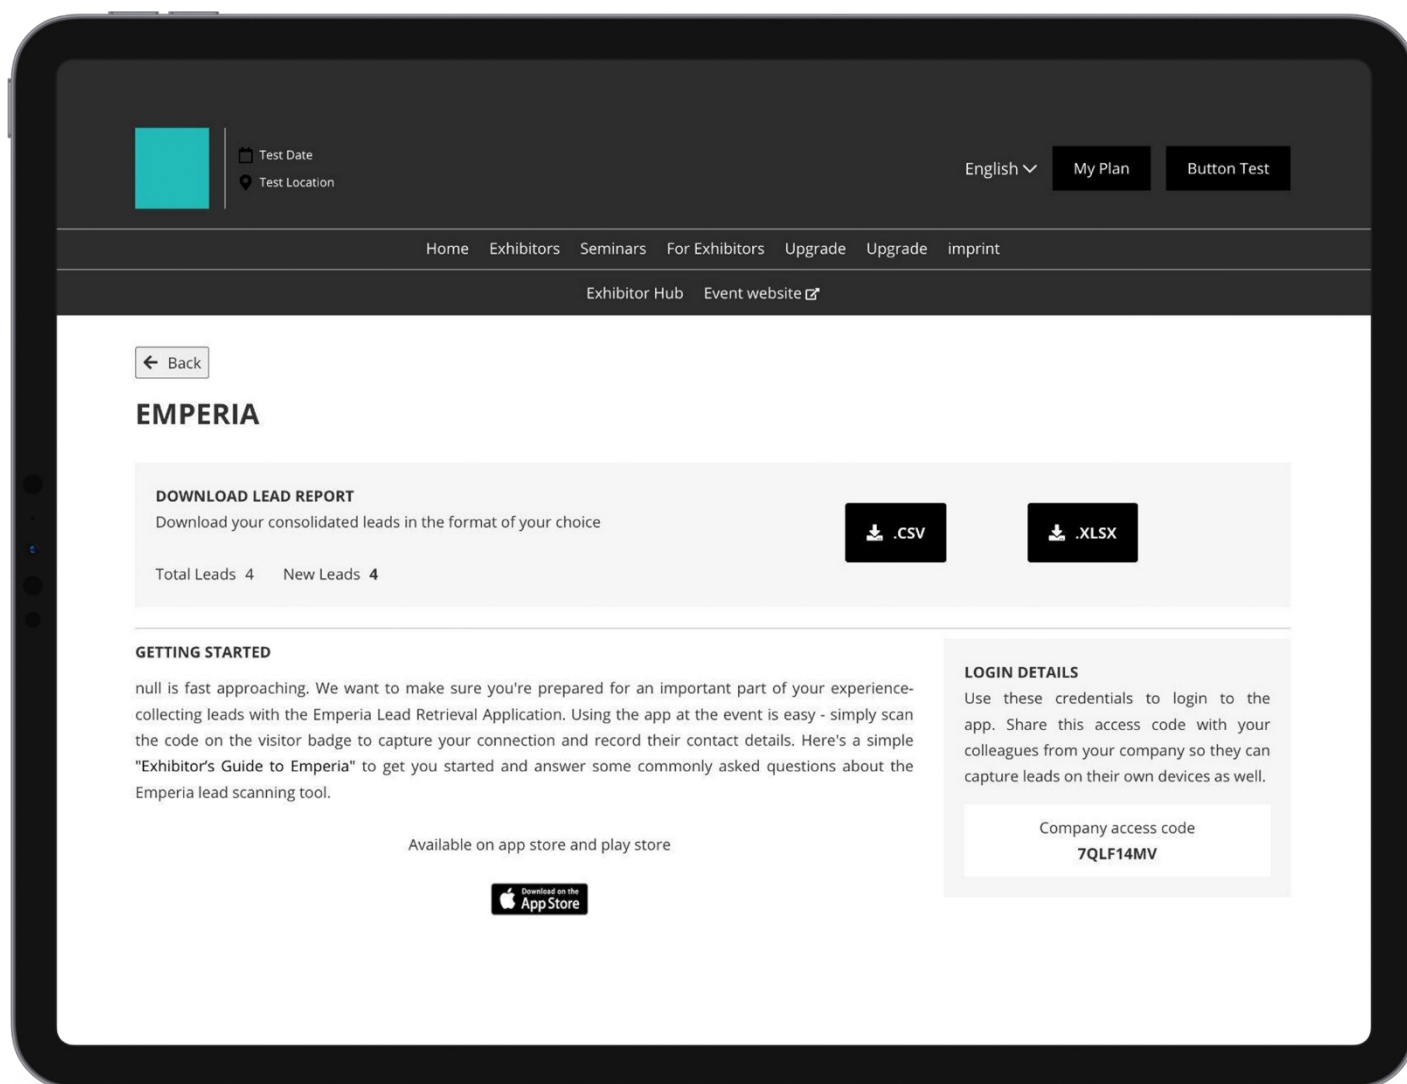 Test Date
Test Location
English
My Plan
Button Test
Home Exhibitors Seminars For Exhibitors Upgrade Upgrade imprint
Exhibitor Hub Event website
Back
EMPERIA
DOWNLOAD LEAD REPORT
Download your consolidated leads in the format of your choice
.CSV
.XLSX
Total Leads 4 New Leads 4
GETTING STARTED
null is fast approaching. We want to make sure you're prepared for an important part of your experience-
collecting leads with the Emperia Lead Retrieval Application. Using the app at the event is easy - simply scan
the code on the visitor badge to capture your connection and record their contact details. Here's a simple
"Exhibitor's Guide to Emperia" to get you started and answer some commonly asked questions about the
Emperia lead scanning tool.
Available on app store and play store
Download on the
App Store
LOGIN DETAILS
Use these credentials to login to the
app. Share this access code with your
colleagues from your company so they can
capture leads on their own devices as well.
Company access code
7QLF14MV